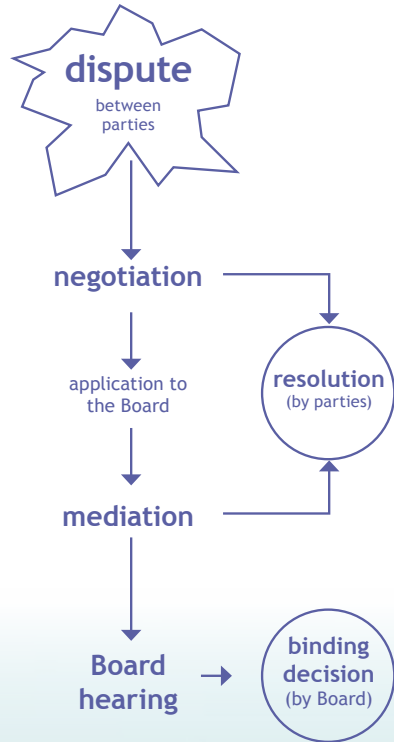 dispute
between
parties
negotiation
application to
the Board
resolution
(by parties)
mediation
Board
hearing
binding
decision
(by Board)